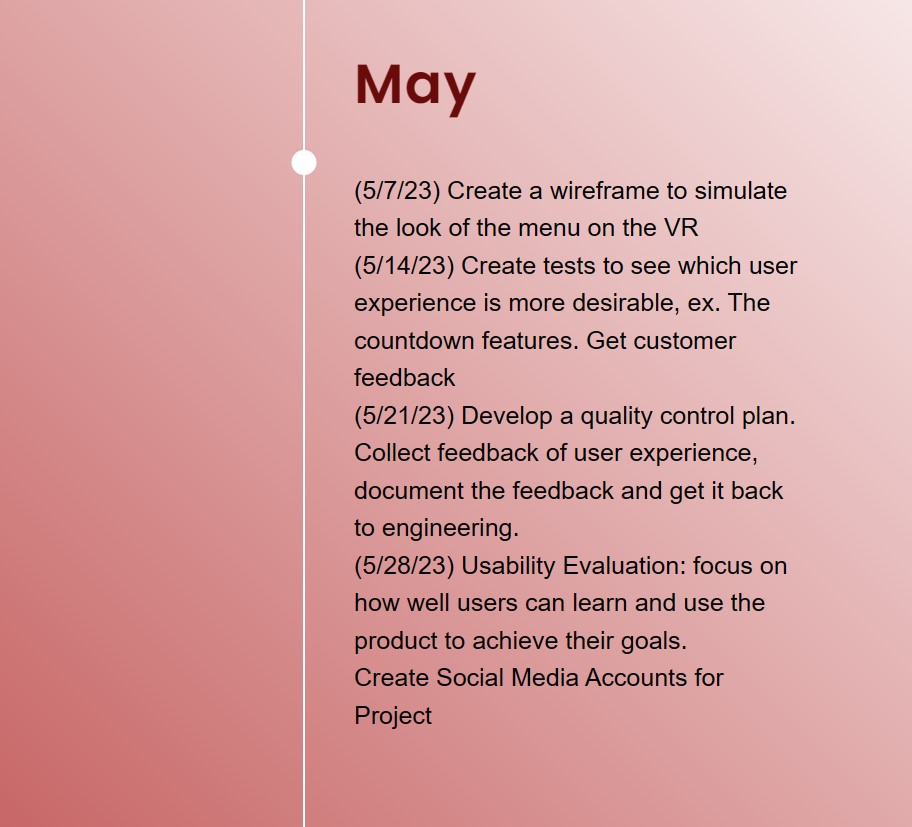 May
(5/7/23) Create a wireframe to simulate
the look of the menu on the VR
(5/14/23) Create tests to see which user
experience is more desirable, ex. The
countdown features. Get customer
feedback
(5/21/23) Develop a quality control plan.
Collect feedback of user experience,
document the feedback and get it back
to engineering.
(5/28/23) Usability Evaluation: focus on
how well users can learn and use the
product to achieve their goals.
Create Social Media Accounts for
Project